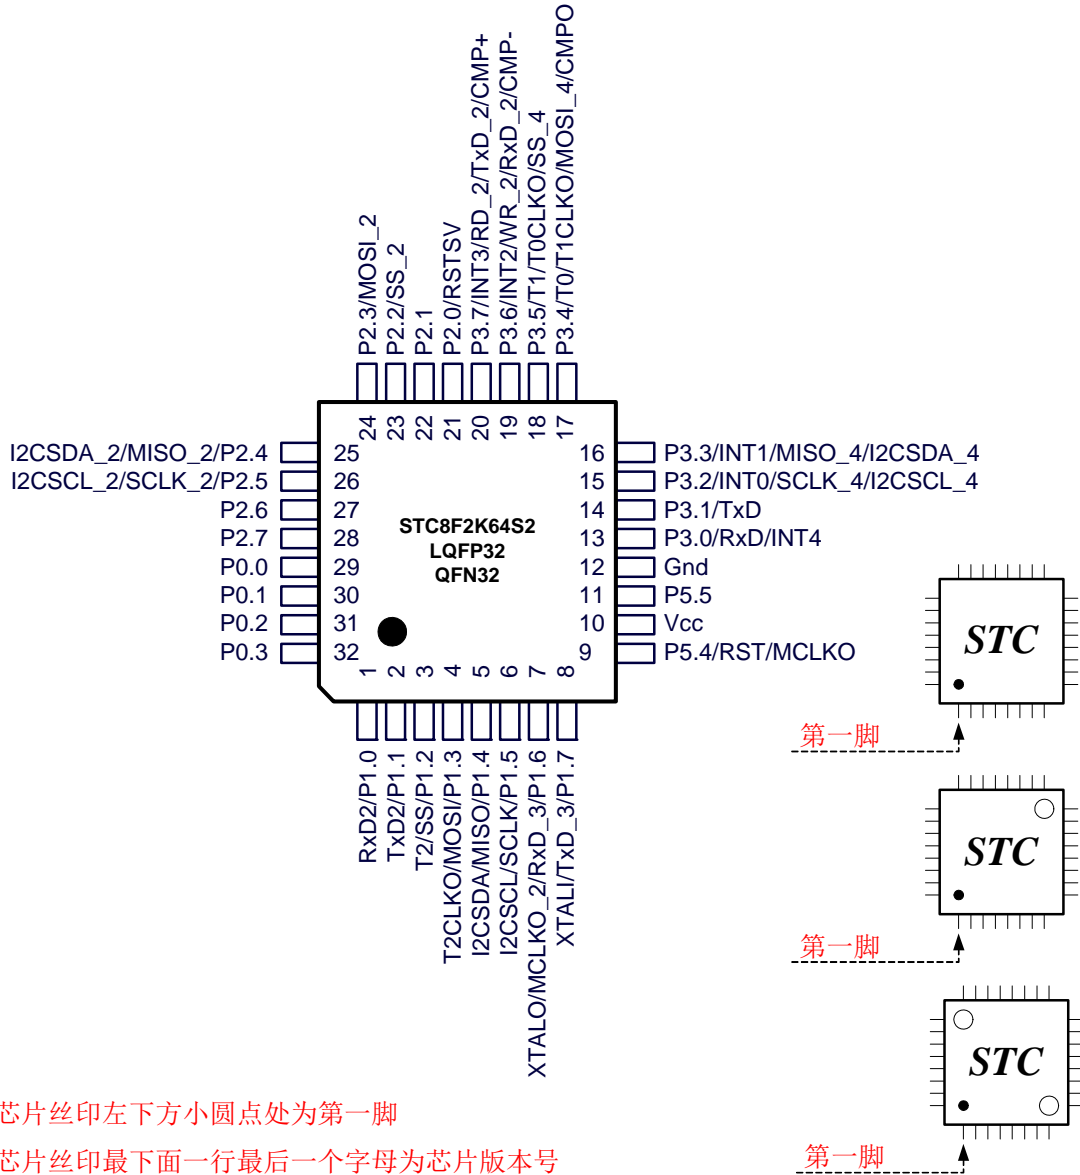 P2.3/MOSI_2
P2.2/SS_2
P2.1
P2.0/RSTSV
P3.7/INT3/RD_2/TxD_2/CMP+
P3.6/INT2/WR_2/RxD_2/CMP-
P3.5/T1/T0CLKO/SS_4
P3.4/T0/T1CLKO/MOSI_4/CMPO
24
23
22
21
20
19
18
17
I2CSDA_2/MISO_2/P2.4
I2CSCL_2/SCLK_2/P2.5
P2.6
P2.7
P0.0
P0.1
P0.2
P0.3
25
26
27
28
29
30
31
32
STC8F2K64S2
LQFP32
QFN32
16
15
14
13
12
11
10
9
P3.3/INT1/MISO_4/I2CSDA_4
P3.2/INT0/SCLK_4/I2CSCL_4
P3.1/TxD
P3.0/RxD/INT4
Gnd
P5.5
Vcc
P5.4/RST/MCLKO
1
2
3
4
5
6
7
8
RxD2/P1.0
TxD2/P1.1
T2/SS/P1.2
T2CLKO/MOSI/P1.3
I2CSDA/MISO/P1.4
I2CSCL/SCLK/P1.5
XTALO/MCLKO_2/RxD_3/P1.6
XTALI/TxD_3/P1.7
STC
第一脚
STC
第一脚
STC
第一脚
芯片丝印左下方小圆点处为第一脚
芯片丝印最下面一行最后一个字母为芯片版本号